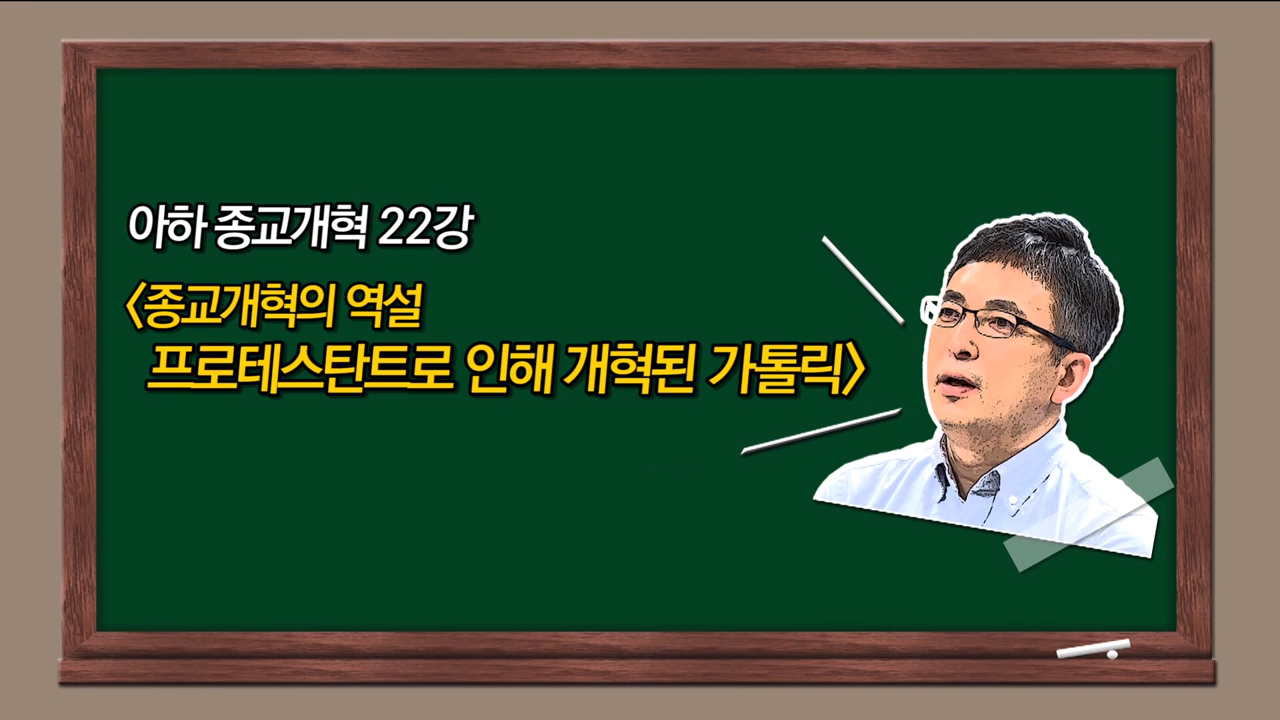 아하 종교개혁 22강
<종교개혁의 역설
프로테스탄트로 인해 개혁된 가톨릭>